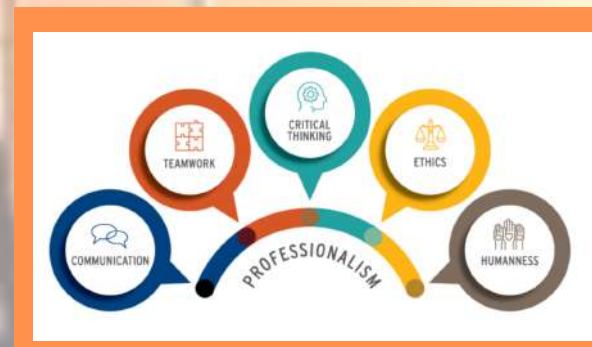 COMMUNICATION
TEAMWORK
CRITICAL
THINKING
ETHICS
HUMANNESS
PROFESSIONALISM